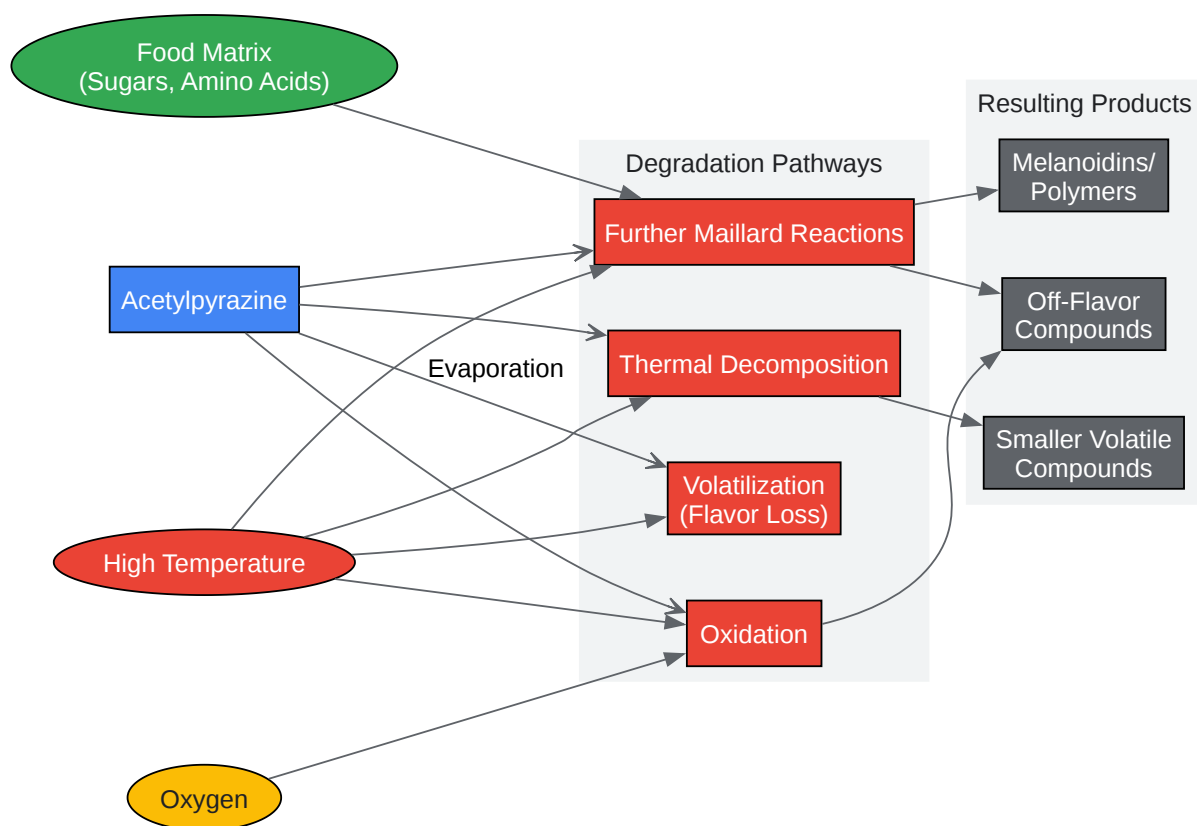 Food Matrix
(Sugars, Amino Acids)
Resulting Products
Degradation Pathways
Melanoidins/
Polymers
Further Maillard Reactions
Acetylpyrazine
Off-Flavor
Compounds
Evaporation
Thermal Decomposition
Smaller Volatile
Compounds
Volatilization
(Flavor Loss)
High Temperature
Oxidation
Oxygen